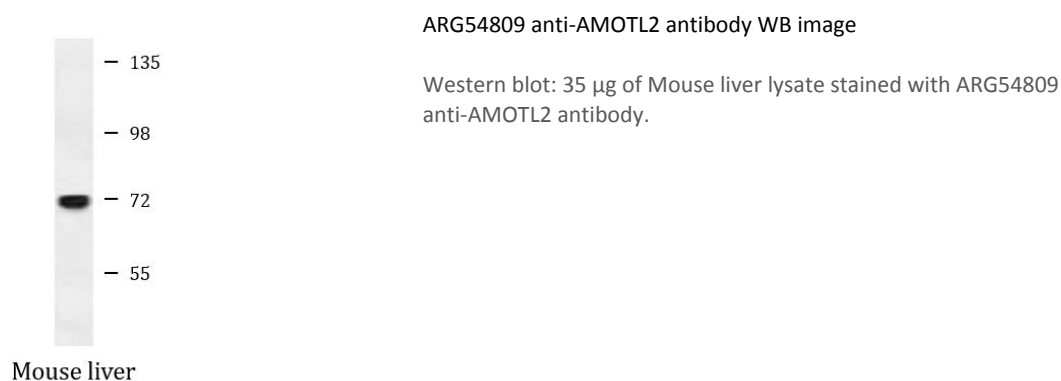 ARG54809 anti-AMOTL2 antibody WB image
Western blot: 35 µg of Mouse liver lysate stained with ARG54809
anti-AMOTL2 antibody.
135
98
72
55
Mouse liver